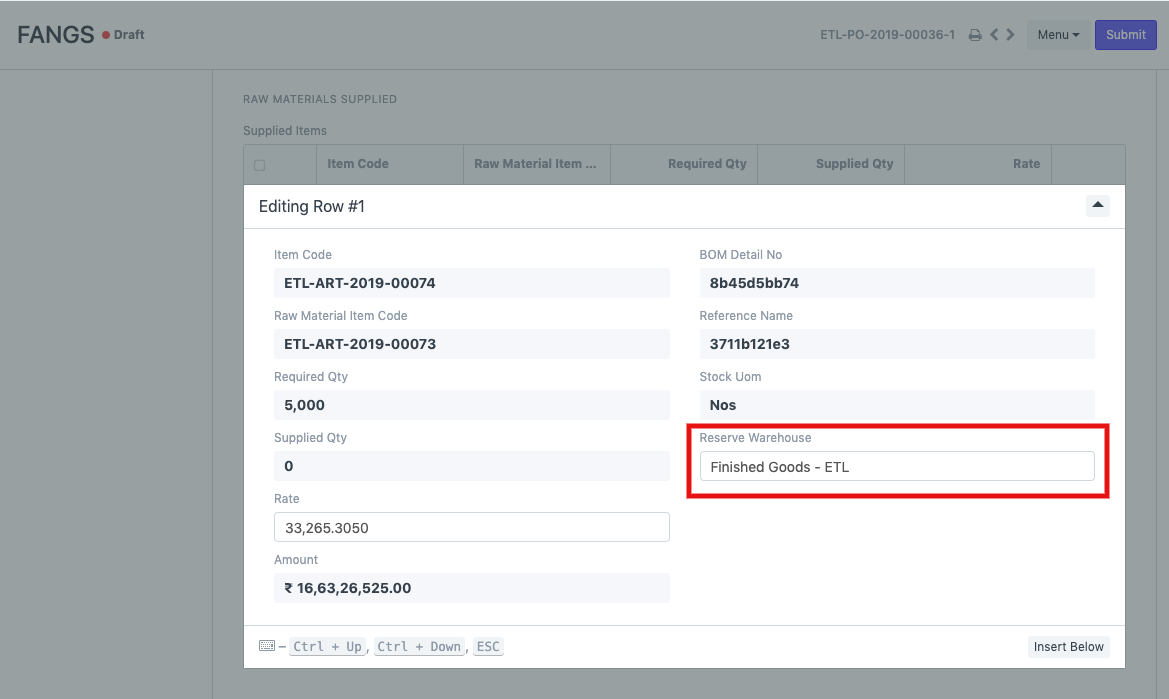 FANGS Draft ETL-PO-2019-00036-1 Menu Submit
RAW MATERIALS SUPPLIED
Supplied Items
Item Code Raw Material Item ... Required Qty Supplied Qty Rate
Editing Row #1
Item Code
ETL-ART-2019-00074
Raw Material Item Code
ETL-ART-2019-00073
Required Qty
5,000
Supplied Qty
0
Rate
33,265.3050
Amount
₹ 16,63,26,525.00
BOM Detail No
8b45d5bb74
Reference Name
3711b121e3
Stock Uom
Nos
Reserve Warehouse
Finished Goods - ETL
– Ctrl + Up, Ctrl + Down, ESC Insert Below